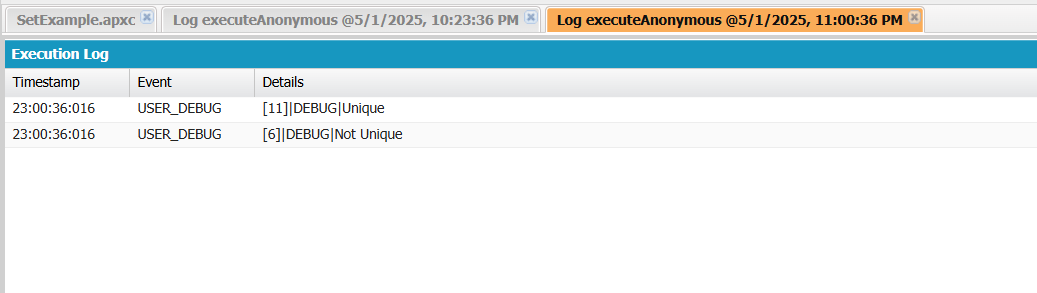 SetExample.apxc Log executeAnonymous @5/1/2025, 10:23:36 PM Log executeAnonymous @5/1/2025, 11:00:36 PM
Execution Log
Timestamp Event Details
23:00:36:016 USER_DEBUG [11]|DEBUG|Unique
23:00:36:016 USER_DEBUG [6]|DEBUG|Not Unique